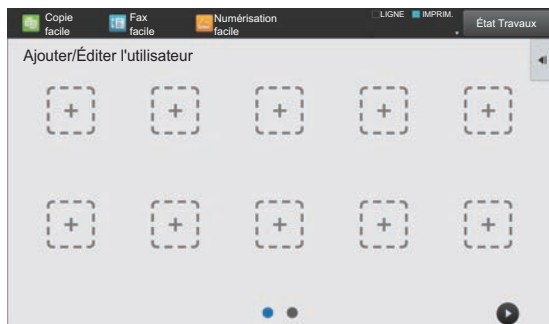 Copie facile
Fax facile
Numérisation facile
LIGNE IMPRIM.
État Travaux
Ajouter/Éditer l'utilisateur